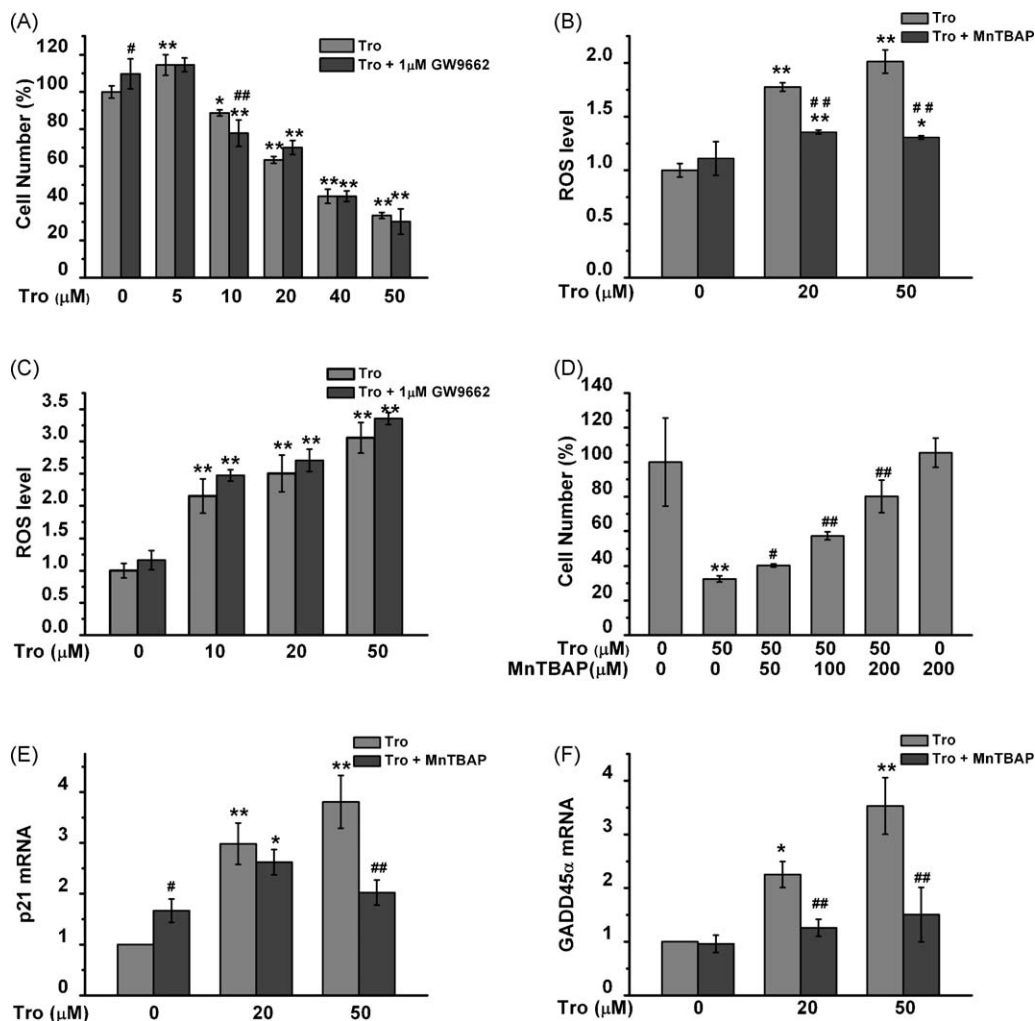 (A)
Tro
Tro + 1μM GW9662
Cell Number (%)
120
100
80
60
40
20
0
#
**
*
##
**
**
**
**
**
**
**
Tro (μM)
0 5 10 20 40 50
(B)
Tro
Tro + MnTBAP
ROS level
2.0
1.5
1.0
0.5
0.0
**
# #
**
**
# #
*
Tro (μM)
0 20 50
(C)
Tro
Tro + 1μM GW9662
ROS level
3.5
3.0
2.5
2.0
1.5
1.0
0.5
0.0
**
**
**
**
**
**
Tro (μM)
0 10 20 50
(D)
Cell Number (%)
140
120
100
80
60
40
20
0
**
#
##
##
Tro (μM) 0 50 50 50 50 0
MnTBAP(μM) 0 0 50 100 200 200
(E)
Tro
Tro + MnTBAP
p21 mRNA
4
3
2
1
0
#
**
*
**
##
Tro (μM)
0 20 50
(F)
Tro
Tro + MnTBAP
GADD45α mRNA
4
3
2
1
0
*
##
**
##
Tro (μM)
0 20 50